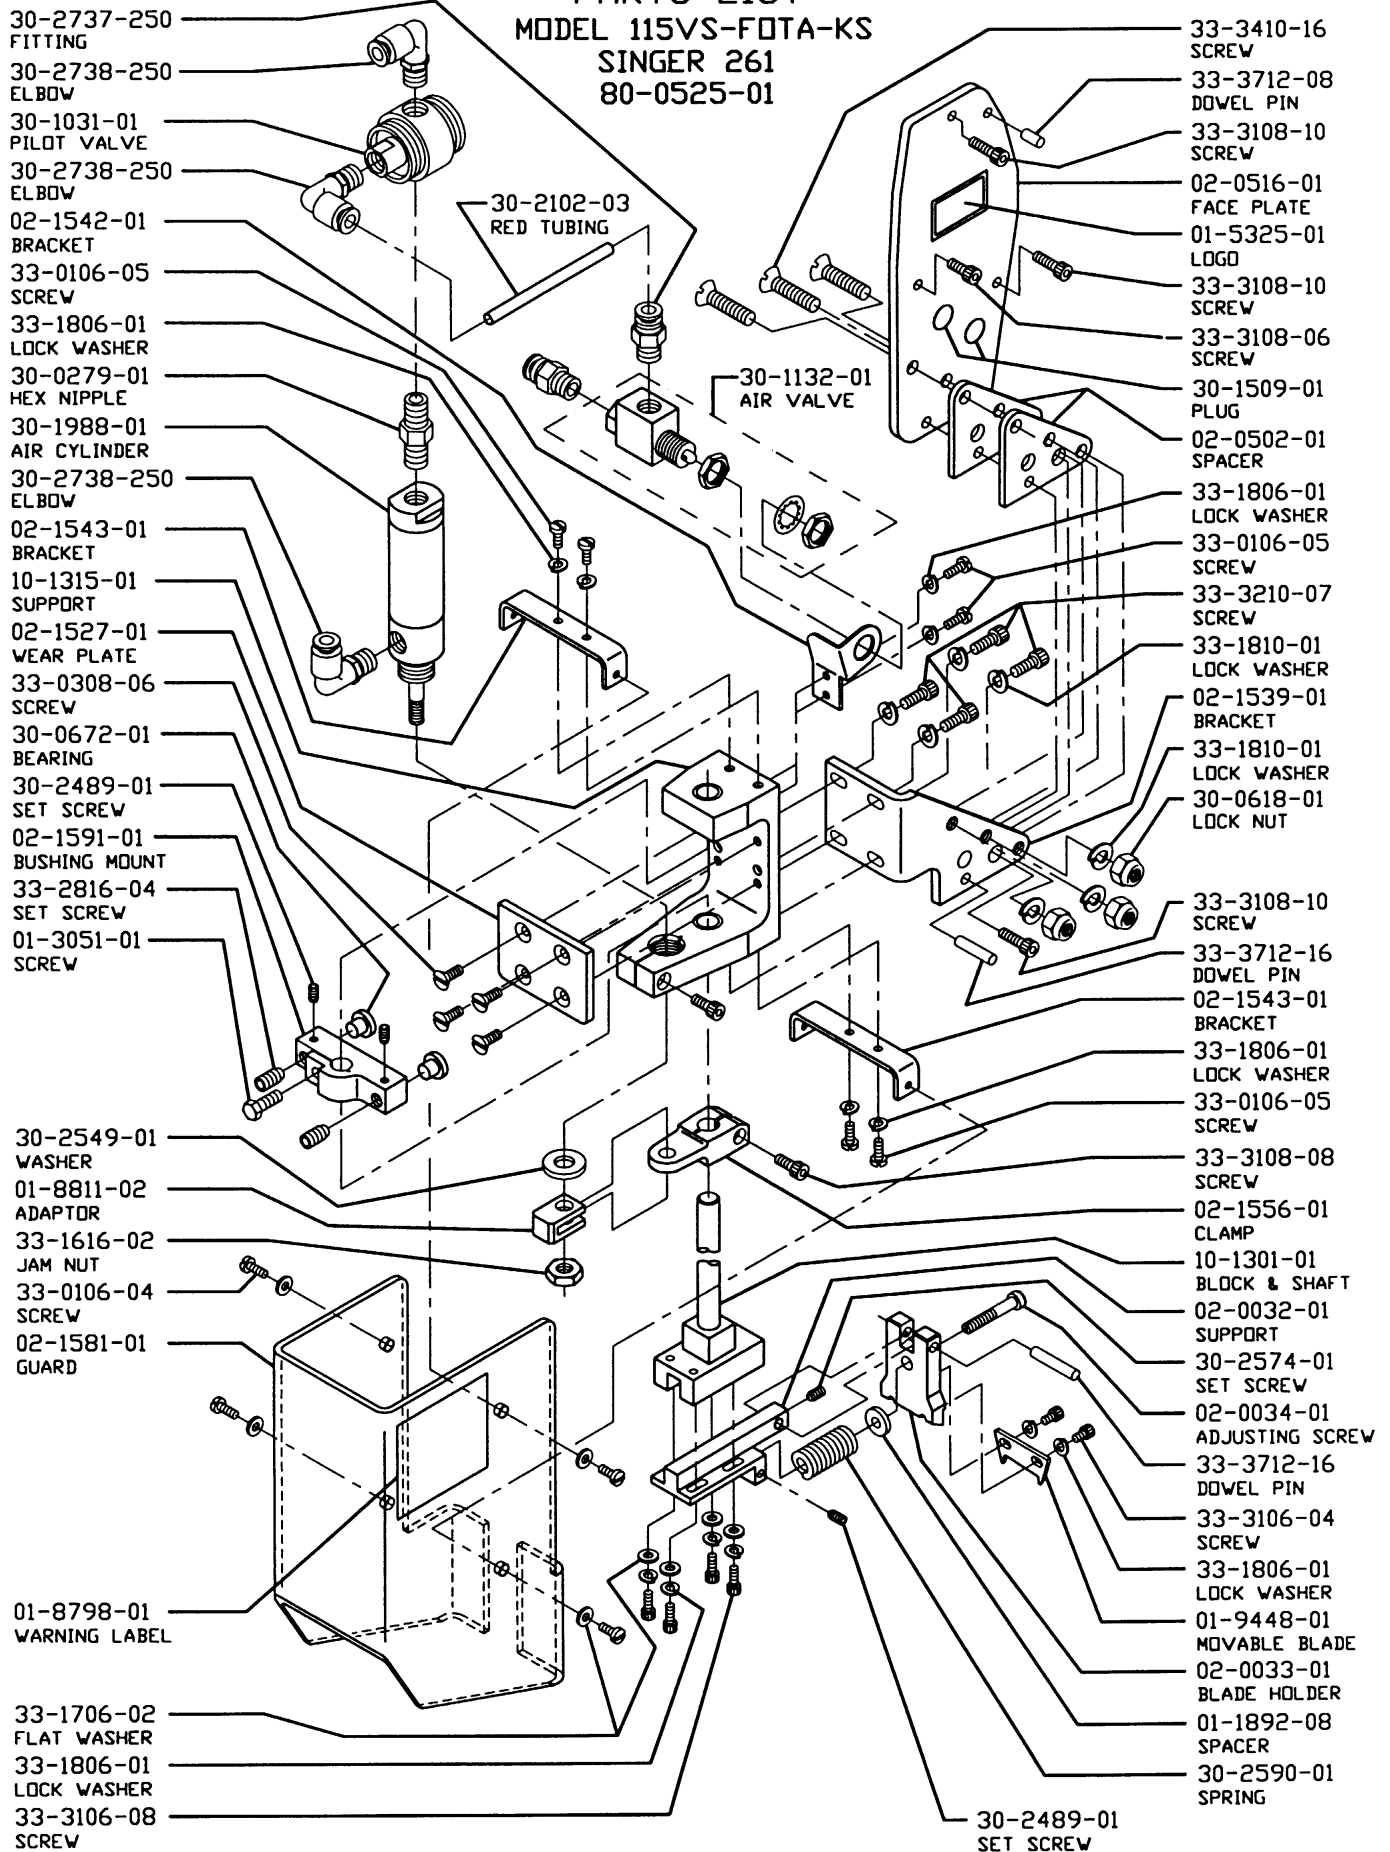 PARTS LIST
MODEL 115VS-FOTA-KS
SINGER 261
80-0525-01
30-2737-250
FITTING
30-2738-250
ELBOW
30-1031-01
PILOT VALVE
30-2738-250
ELBOW
02-1542-01
BRACKET
33-0106-05
SCREW
33-1806-01
LOCK WASHER
30-0279-01
HEX NIPPLE
30-1988-01
AIR CYLINDER
30-2738-250
ELBOW
02-1543-01
BRACKET
10-1315-01
SUPPORT
02-1527-01
WEAR PLATE
33-0308-06
SCREW
30-0672-01
BEARING
30-2489-01
SET SCREW
02-1591-01
BUSHING MOUNT
33-2816-04
SET SCREW
01-3051-01
SCREW
30-2549-01
WASHER
01-8811-02
ADAPTOR
33-1616-02
JAM NUT
33-0106-04
SCREW
02-1581-01
GUARD
01-8798-01
WARNING LABEL
33-1706-02
FLAT WASHER
33-1806-01
LOCK WASHER
33-3106-08
SCREW
30-2102-03
RED TUBING
30-1132-01
AIR VALVE
33-3410-16
SCREW
33-3712-08
DOWEL PIN
33-3108-10
SCREW
02-0516-01
FACE PLATE
01-5325-01
LOGO
33-3108-10
SCREW
33-3108-06
SCREW
30-1509-01
PLUG
02-0502-01
SPACER
33-1806-01
LOCK WASHER
33-0106-05
SCREW
33-3210-07
SCREW
33-1810-01
LOCK WASHER
02-1539-01
BRACKET
33-1810-01
LOCK WASHER
30-0618-01
LOCK NUT
33-3108-10
SCREW
33-3712-16
DOWEL PIN
02-1543-01
BRACKET
33-1806-01
LOCK WASHER
33-0106-05
SCREW
33-3108-08
SCREW
02-1556-01
CLAMP
10-1301-01
BLOCK & SHAFT
02-0032-01
SUPPORT
30-2574-01
SET SCREW
02-0034-01
ADJUSTING SCREW
33-3712-16
DOWEL PIN
33-3106-04
SCREW
33-1806-01
LOCK WASHER
01-9448-01
MOVABLE BLADE
02-0033-01
BLADE HOLDER
01-1892-08
SPACER
30-2590-01
SPRING
30-2489-01
SET SCREW